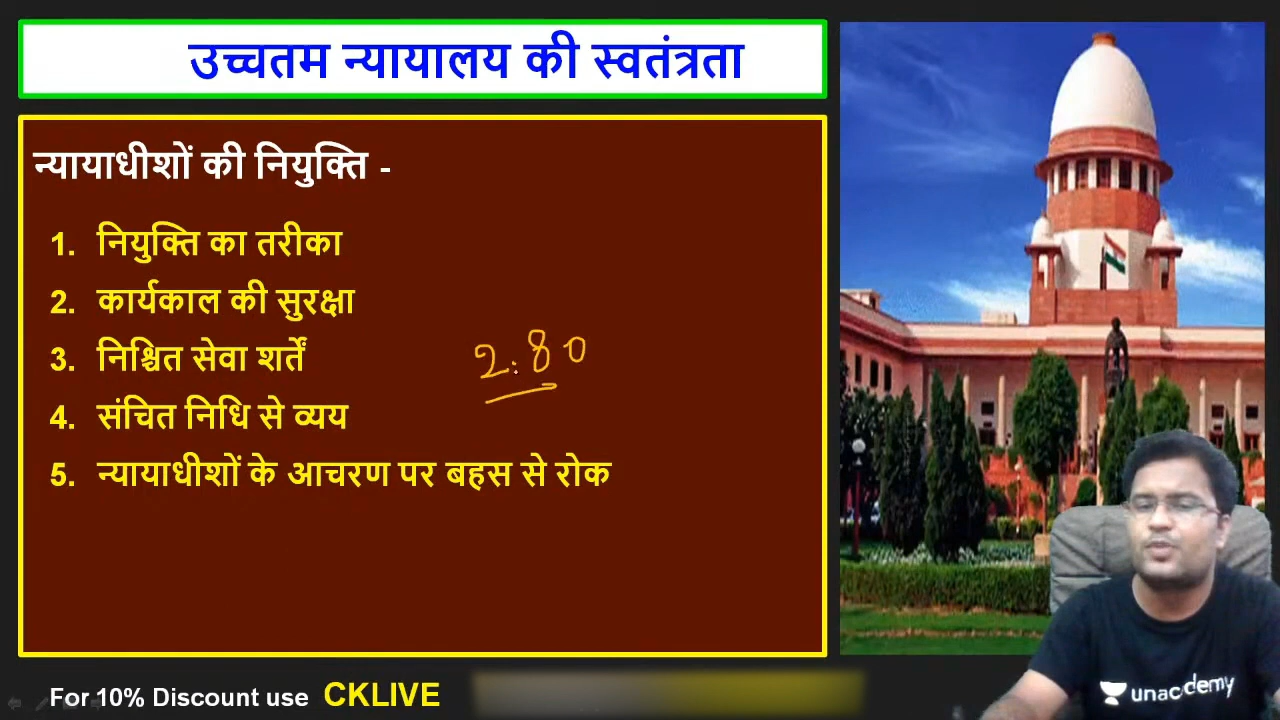 उच्चतम न्यायालय की स्वतंत्रता
न्यायाधीशों की नियुक्ति -
1. नियुक्ति का तरीका
2. कार्यकाल की सुरक्षा
3. निश्चित सेवा शर्तें
2.80
4. संचित निधि से व्यय
5. न्यायाधीशों के आचरण पर बहस से रोक
unacademy
For 10% Discount use CKLIVE